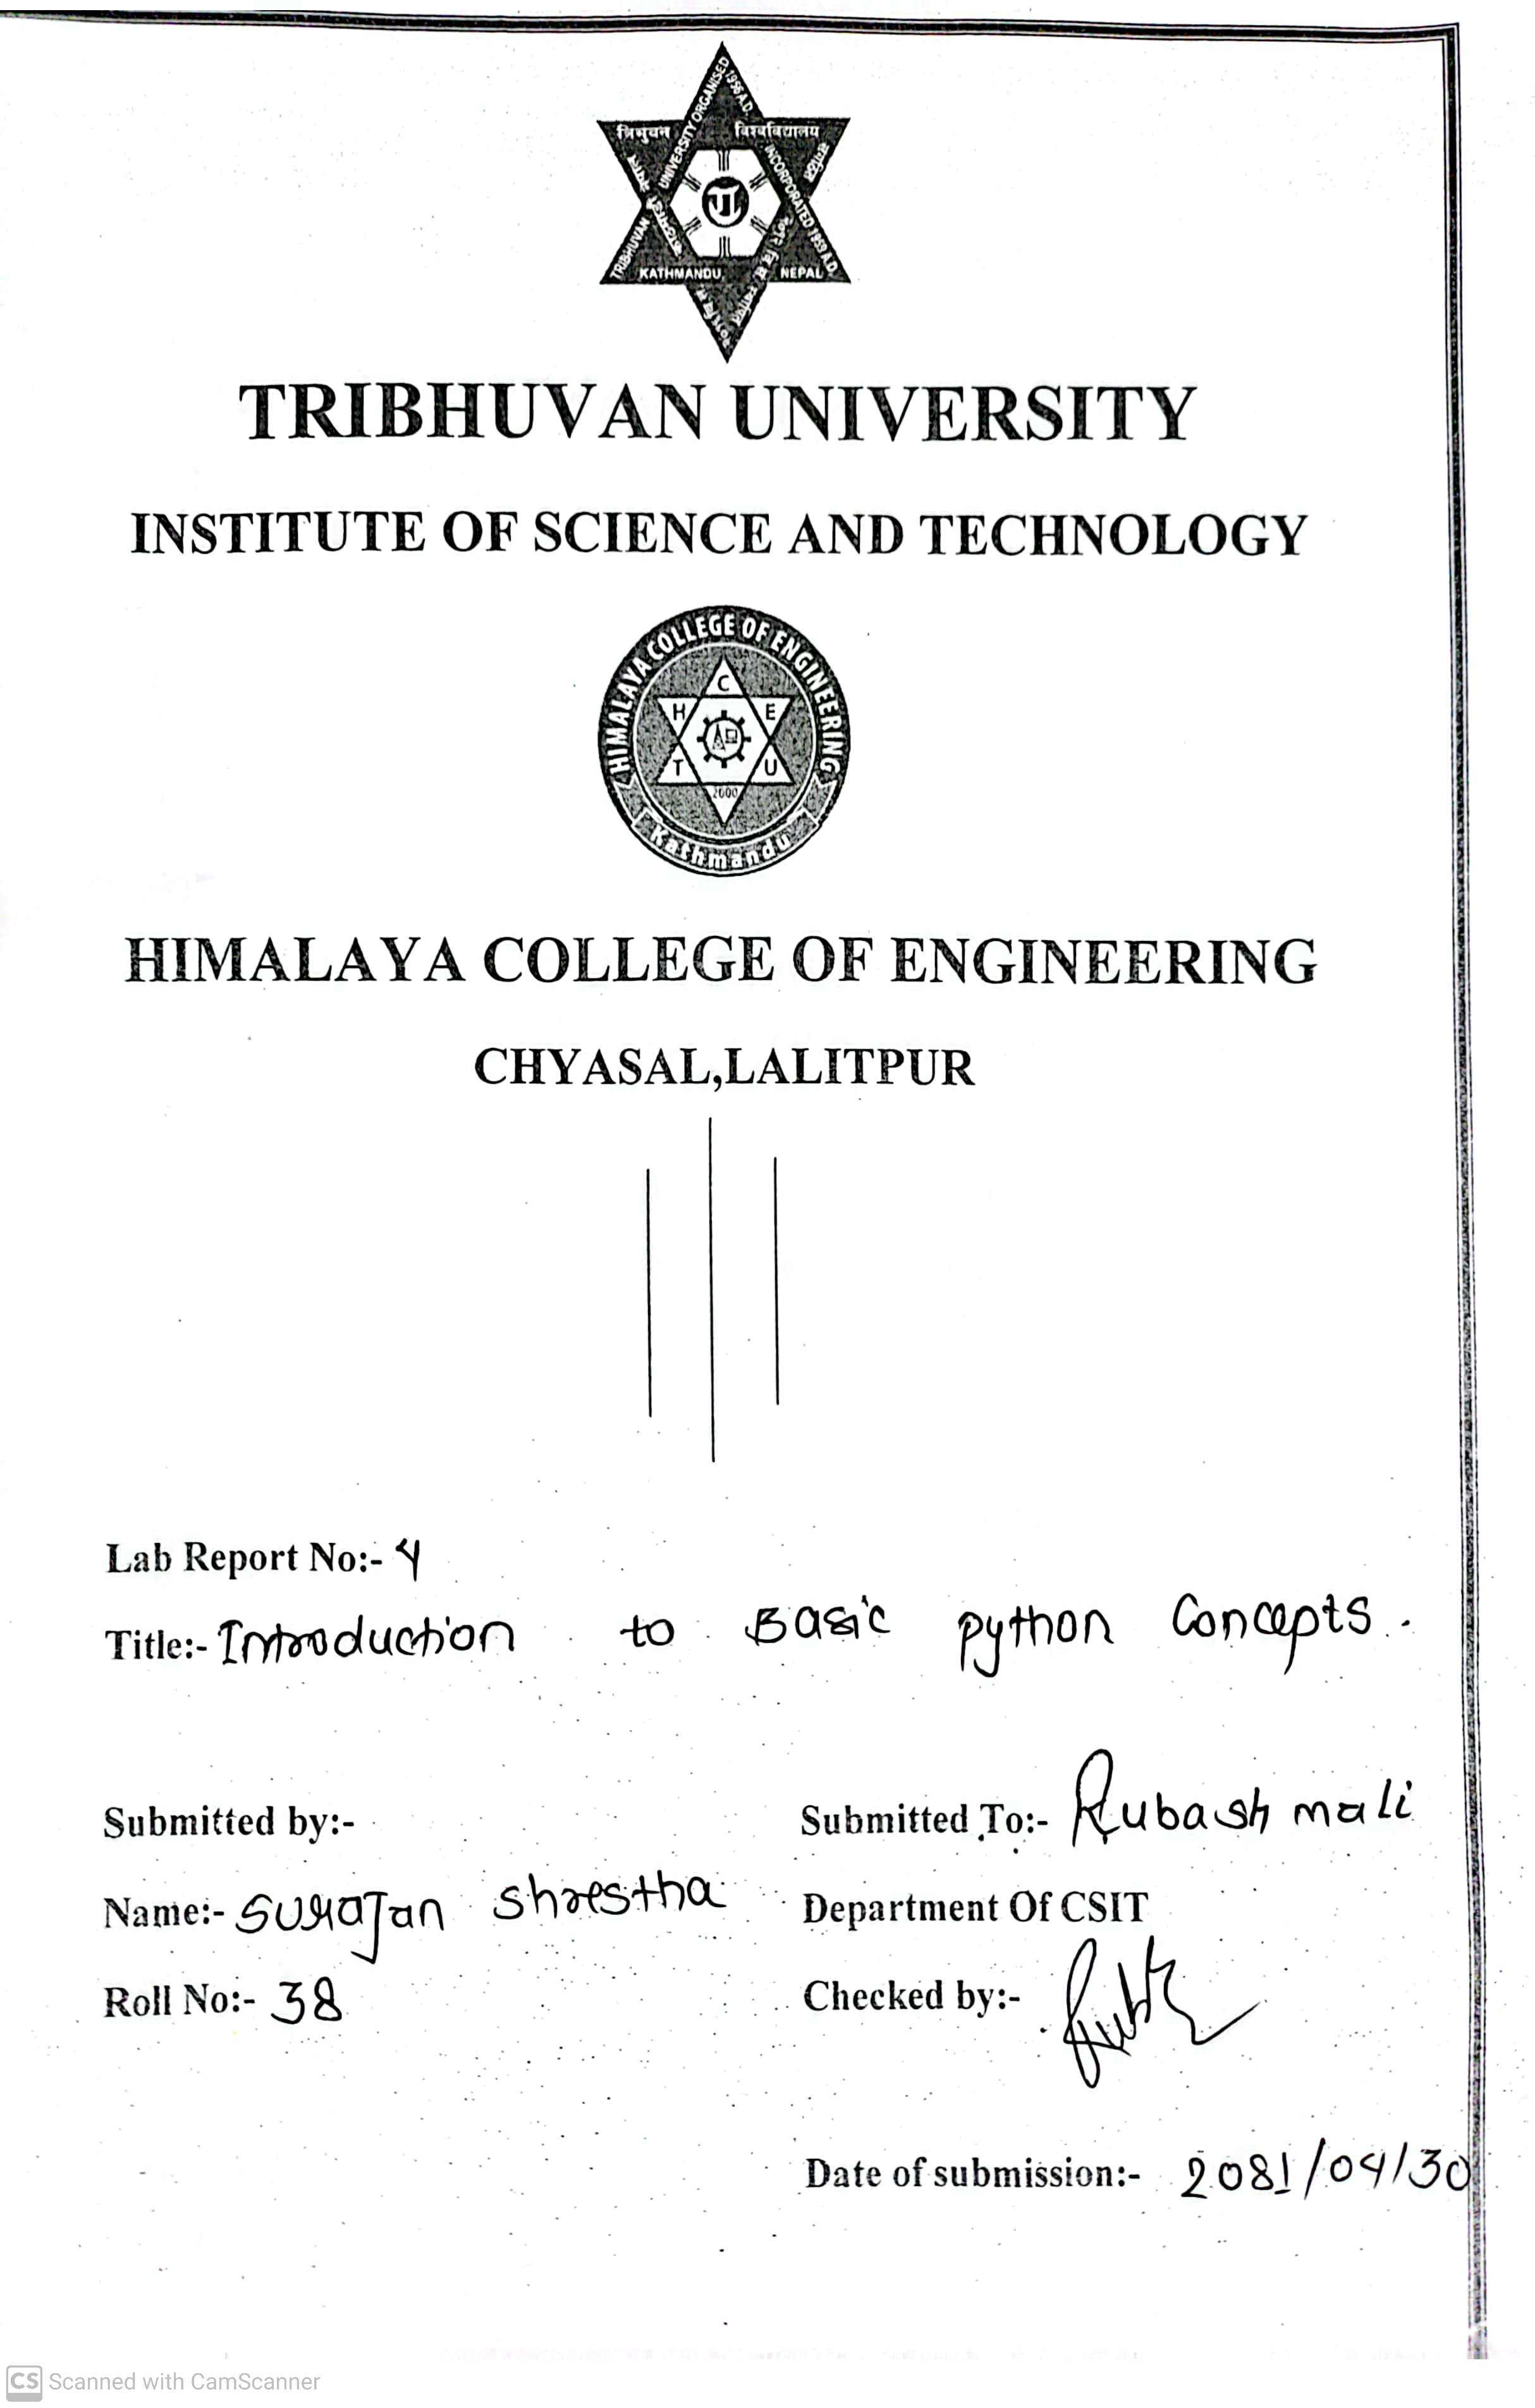 त्रिभुवन विश्वविद्यालय
UNIVERSITY ORGANISED 1956 A.D.
TRIBHUVAN INCORPORATED 1959 A.D.
KATHMANDU NEPAL
TRIBHUVAN UNIVERSITY
INSTITUTE OF SCIENCE AND TECHNOLOGY
HIMALAYA COLLEGE OF ENGINEERING
C
H E
T U
2000
Kathmandu
HIMALAYA COLLEGE OF ENGINEERING
CHYASAL,LALITPUR
Lab Report No:- 4
Title:- Introduction to Basic python Concepts.
Submitted by:- Submitted To:- Rubash mali
Name:- Surajan Shrestha Department Of CSIT
Roll No:- 38 Checked by:-
Date of submission:- 2081/04/30
CS Scanned with CamScanner